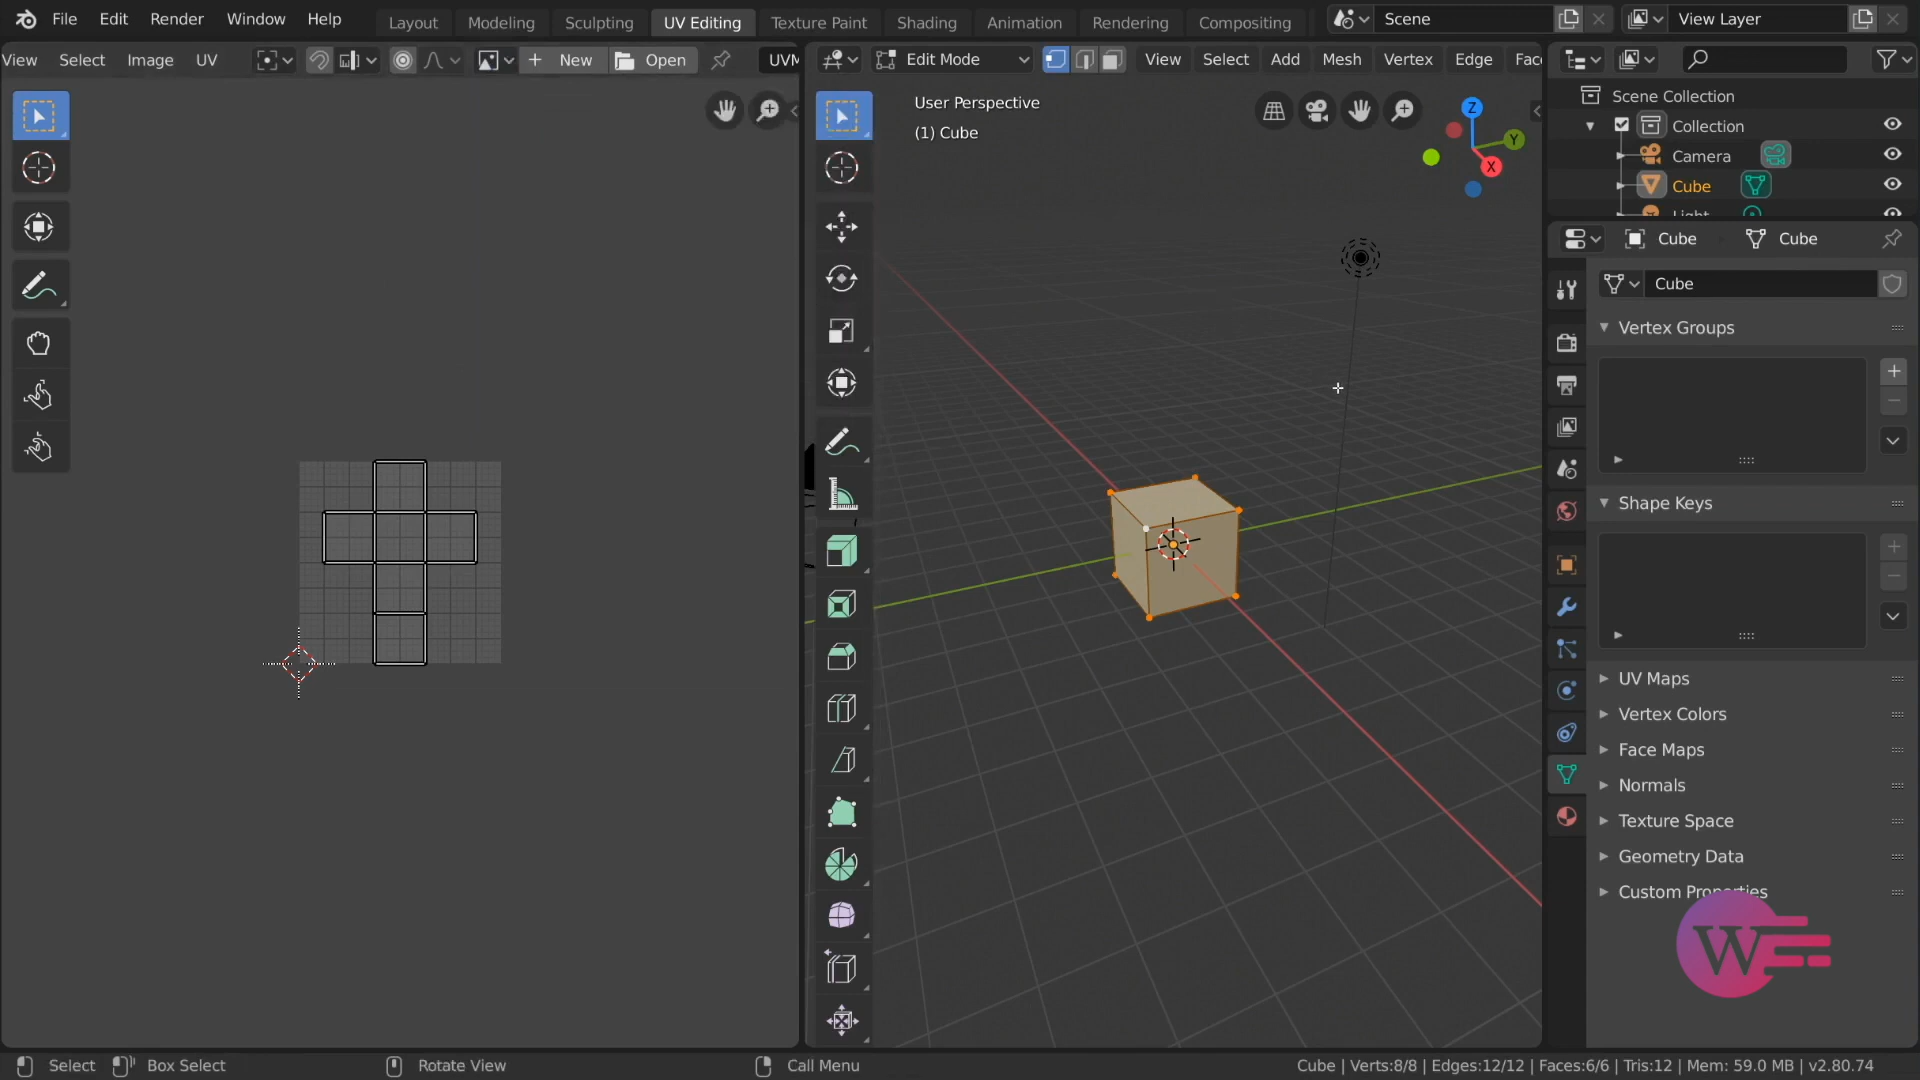 File Edit Render Window Help Layout Modeling Sculpting UV Editing Texture Paint Shading Animation Rendering Compositing Scene View Layer
View Select Image UV New Open UVM Edit Mode View Select Add Mesh Vertex Edge Fac
User Perspective
(1) Cube
Z
Y
X
Scene Collection
Collection
Camera
Cube
Light
Cube Cube
Cube
Vertex Groups
Shape Keys
UV Maps
Vertex Colors
Face Maps
Normals
Texture Space
Geometry Data
Custom Properties
W
Select Box Select Rotate View Call Menu Cube | Verts:8/8 | Edges:12/12 | Faces:6/6 | Tris:12 | Mem: 59.0 MB | v2.80.74